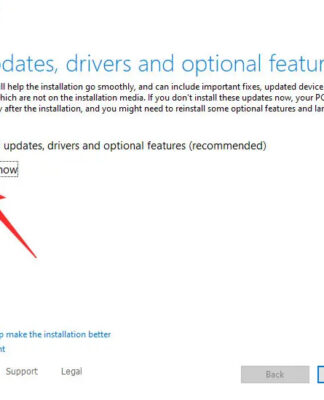 dates, drivers and optional featur
ll help the installation go smoothly, and can include important fixes, updated device
hich are not on the installation media. If you don't install these updates now, your PC
y after the installation, and you might need to reinstall some optional features and lan
updates, drivers and optional features (recommended)
now
p make the installation better
nt
Support Legal
Back